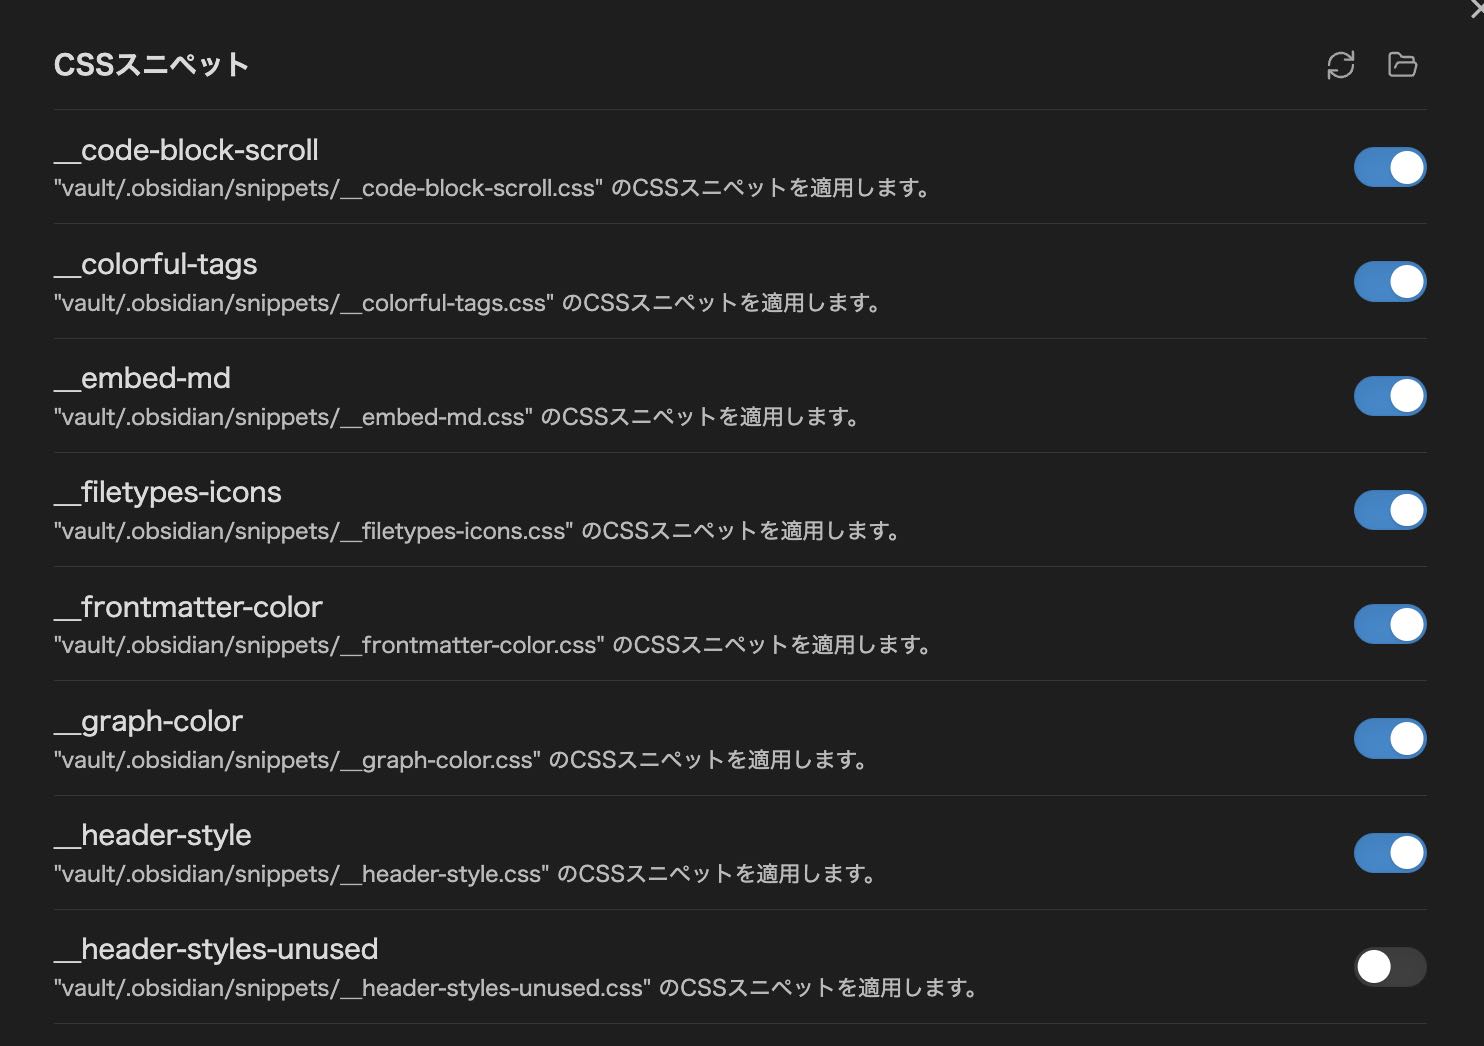 CSSスニペット
__code-block-scroll
"vault/.obsidian/snippets/__code-block-scroll.css" のCSSスニペットを適用します。
__colorful-tags
"vault/.obsidian/snippets/__colorful-tags.css" のCSSスニペットを適用します。
__embed-md
"vault/.obsidian/snippets/__embed-md.css" のCSSスニペットを適用します。
__filetypes-icons
"vault/.obsidian/snippets/__filetypes-icons.css" のCSSスニペットを適用します。
__frontmatter-color
"vault/.obsidian/snippets/__frontmatter-color.css" のCSSスニペットを適用します。
__graph-color
"vault/.obsidian/snippets/__graph-color.css" のCSSスニペットを適用します。
__header-style
"vault/.obsidian/snippets/__header-style.css" のCSSスニペットを適用します。
__header-styles-unused
"vault/.obsidian/snippets/__header-styles-unused.css" のCSSスニペットを適用します。